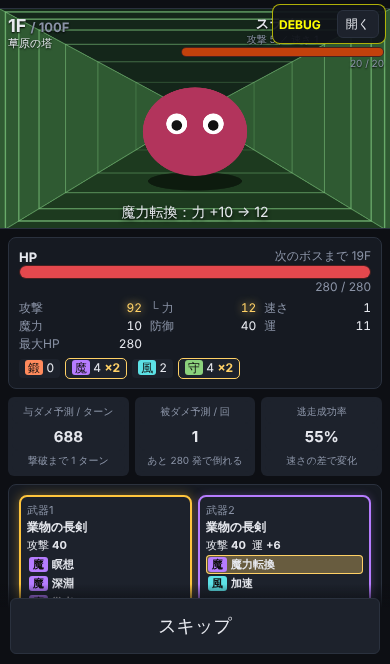 1F / 100F
草原の塔
DEBUG 開く
20 / 20
魔力転換：力 +10 → 12
HP 次のボスまで 19F
280 / 280
攻撃 92 └ 力 12 速さ 1
魔力 10 防御 40 運 11
最大HP 280
鍛 0 魔 4 ×2 風 2 守 4 ×2
与ダメ予測 / ターン 被ダメ予測 / 回 逃走成功率
688 1 55%
撃破まで 1 ターン あと 280 発で倒れる 速さの差で変化
武器1 武器2
業物の長剣 業物の長剣
攻撃 40 攻撃 40 運 +6
魔 瞑想 魔 魔力転換
魔 深淵 風 加速
スキップ